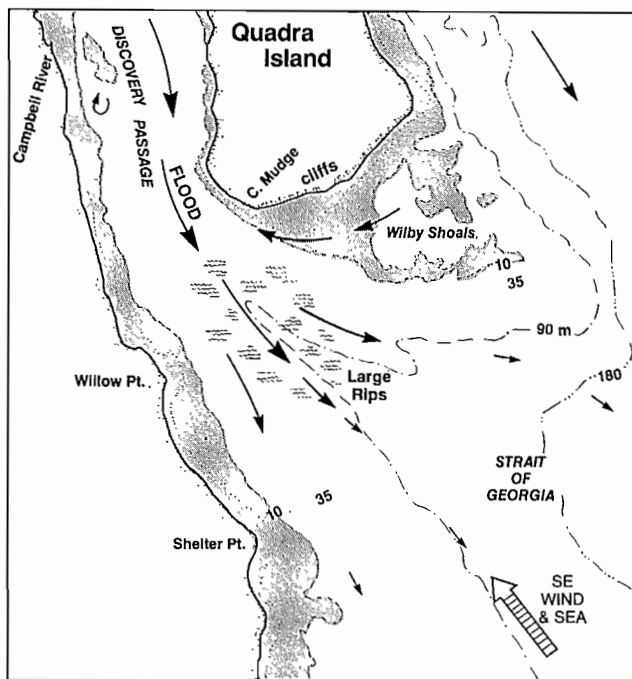 Quadra
Island
DISCOVERY
PASSAGE
Campbell River
FLOOD
C. Mudge
cliffs
Wilby Shoals
10
35
90 m
180
Large
Rips
Willow Pt.
STRAIT
OF
GEORGIA
35
10
Shelter Pt.
SE
WIND
& SEA